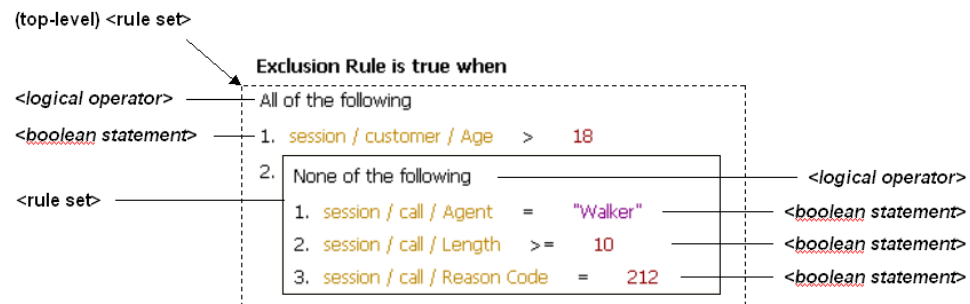 (top-level) <rule set>
Exclusion Rule is true when
<logical operator> All of the following
<boolean statement> 1. session / customer / Age > 18
2. None of the following <logical operator>
<rule set>
1. session / call / Agent = "Walker" <boolean statement>
2. session / call / Length >= 10 <boolean statement>
3. session / call / Reason Code = 212 <boolean statement>